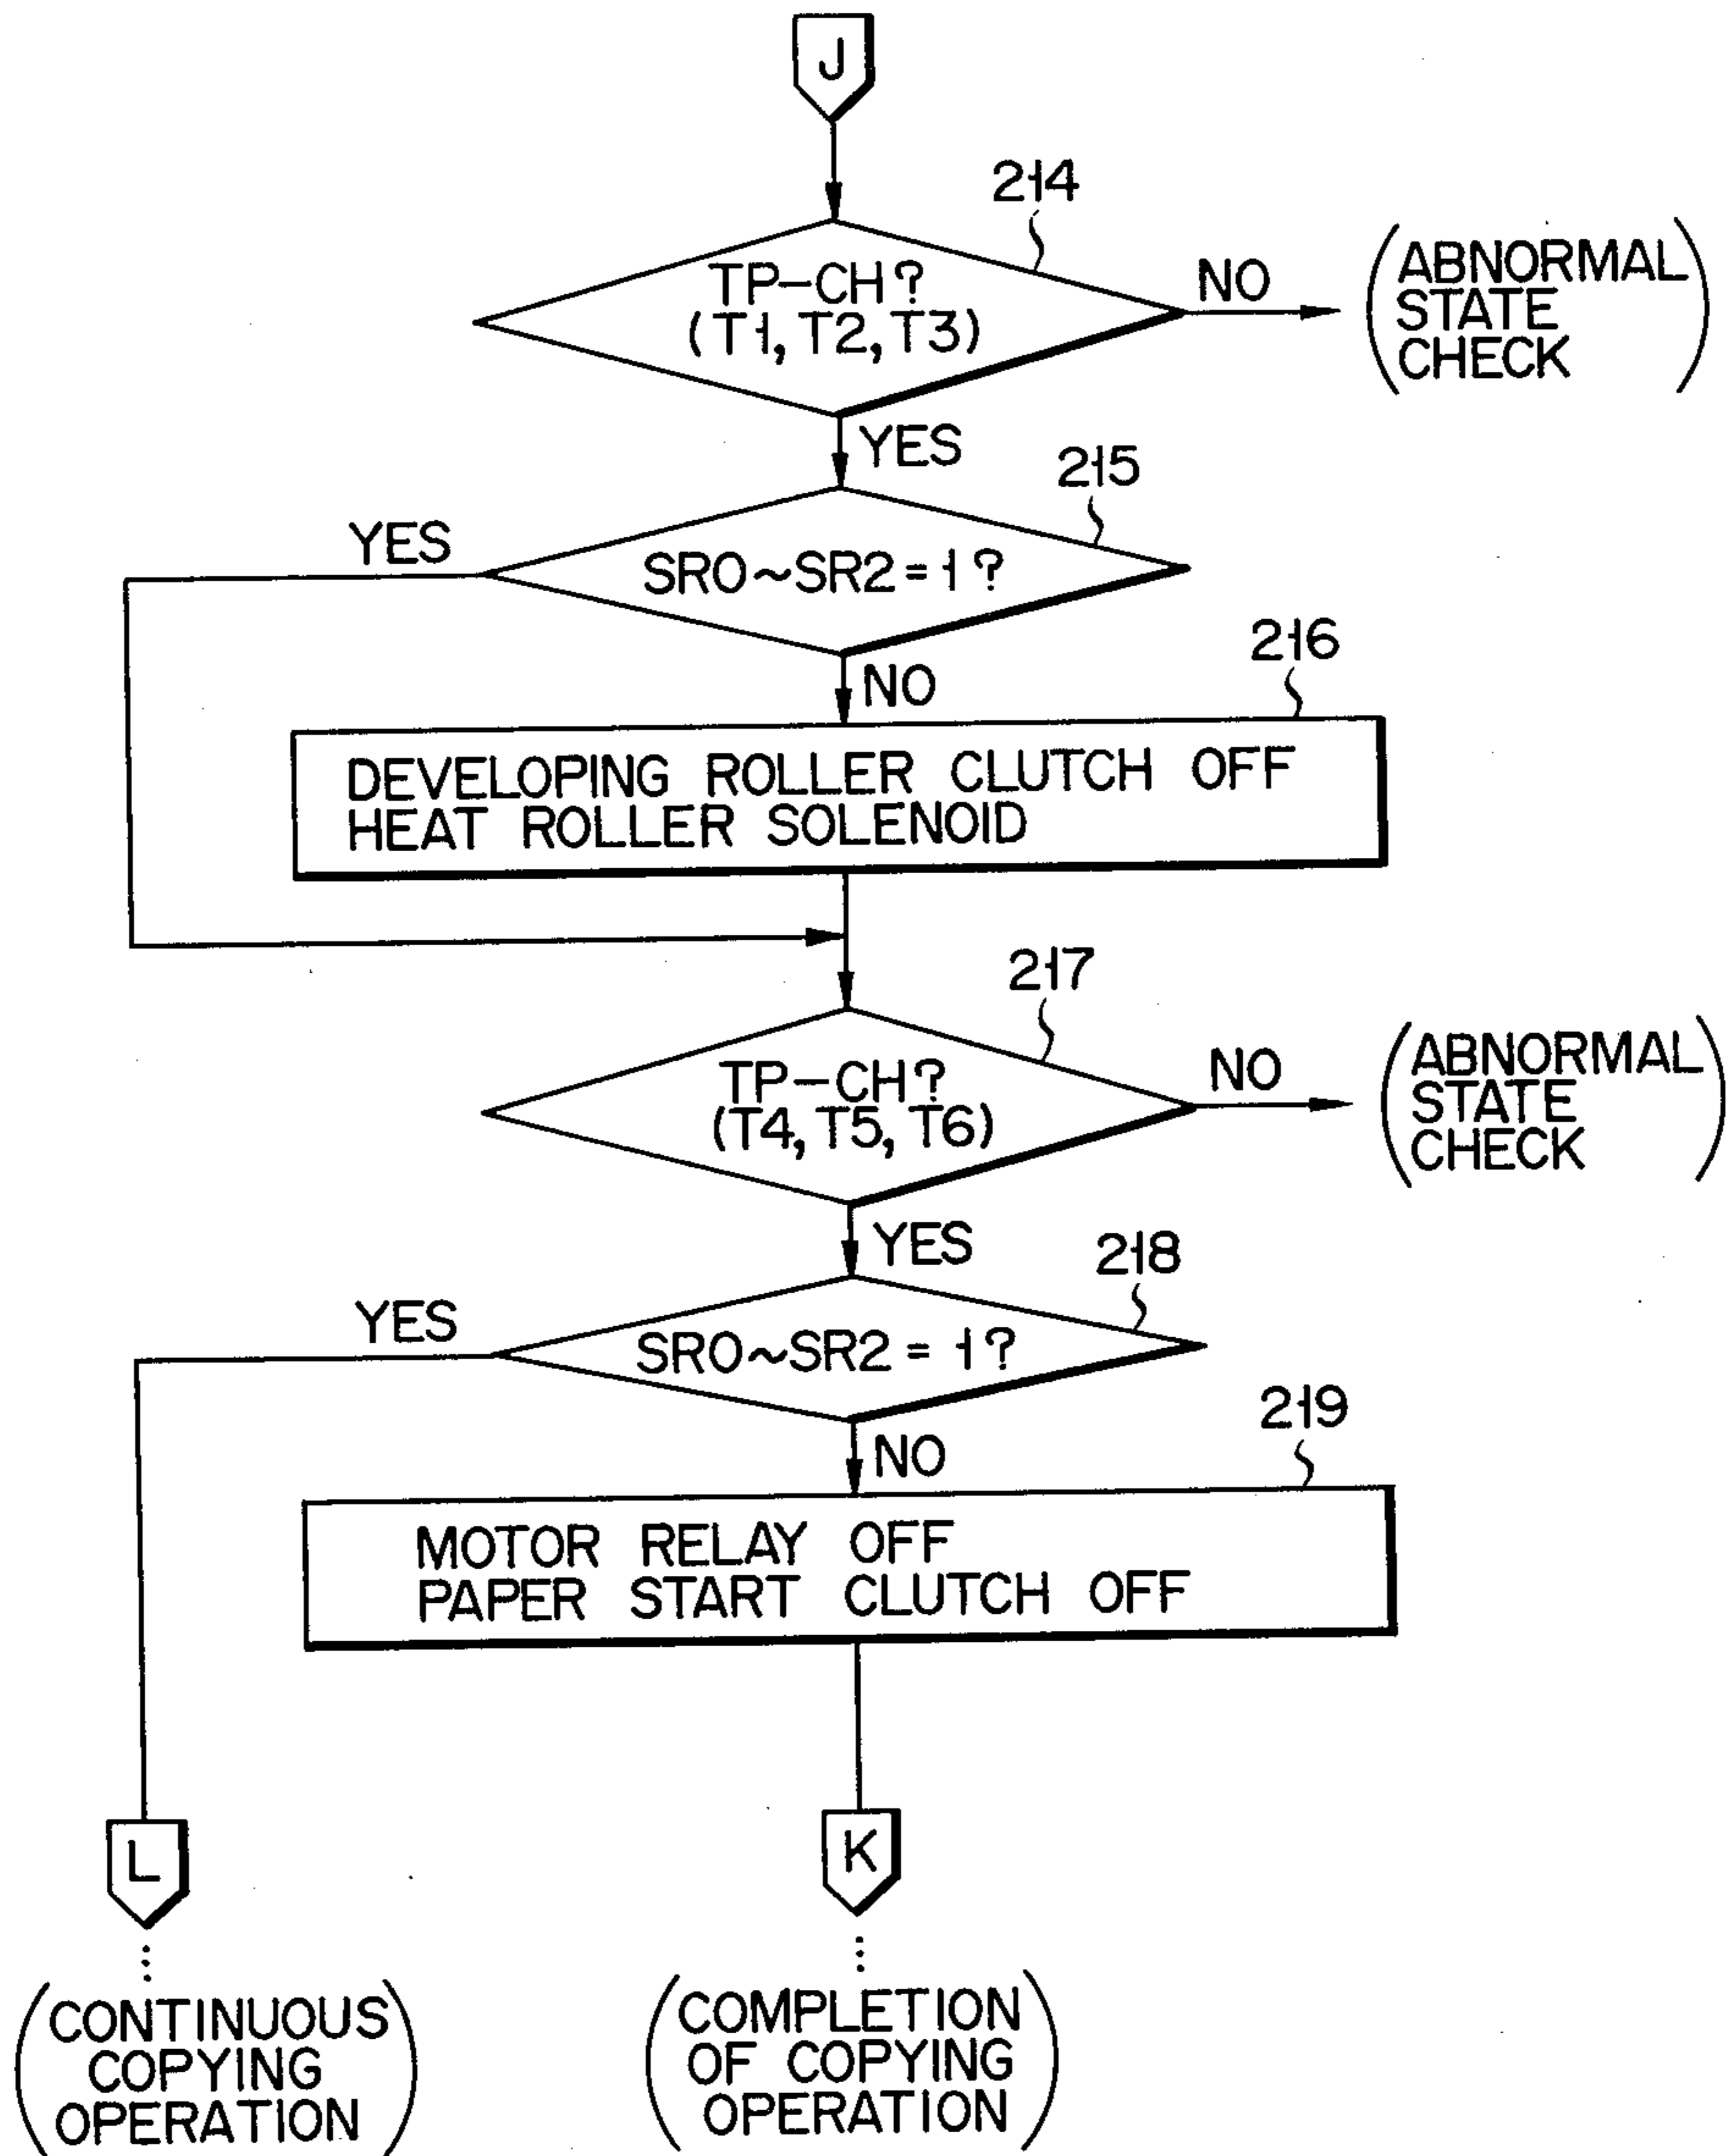 J
214
TP-CH?
(T1, T2, T3)
NO
(ABNORMAL
STATE
CHECK)
YES
215
YES
SR0~SR2=1?
216
NO
DEVELOPING ROLLER CLUTCH OFF
HEAT ROLLER SOLENOID
217
TP-CH?
(T4, T5, T6)
NO
(ABNORMAL
STATE
CHECK)
YES
218
YES
SR0~SR2 = 1?
219
NO
MOTOR RELAY OFF
PAPER START CLUTCH OFF
L
K
(CONTINUOUS
COPYING
OPERATION)
(COMPLETION
OF COPYING
OPERATION)